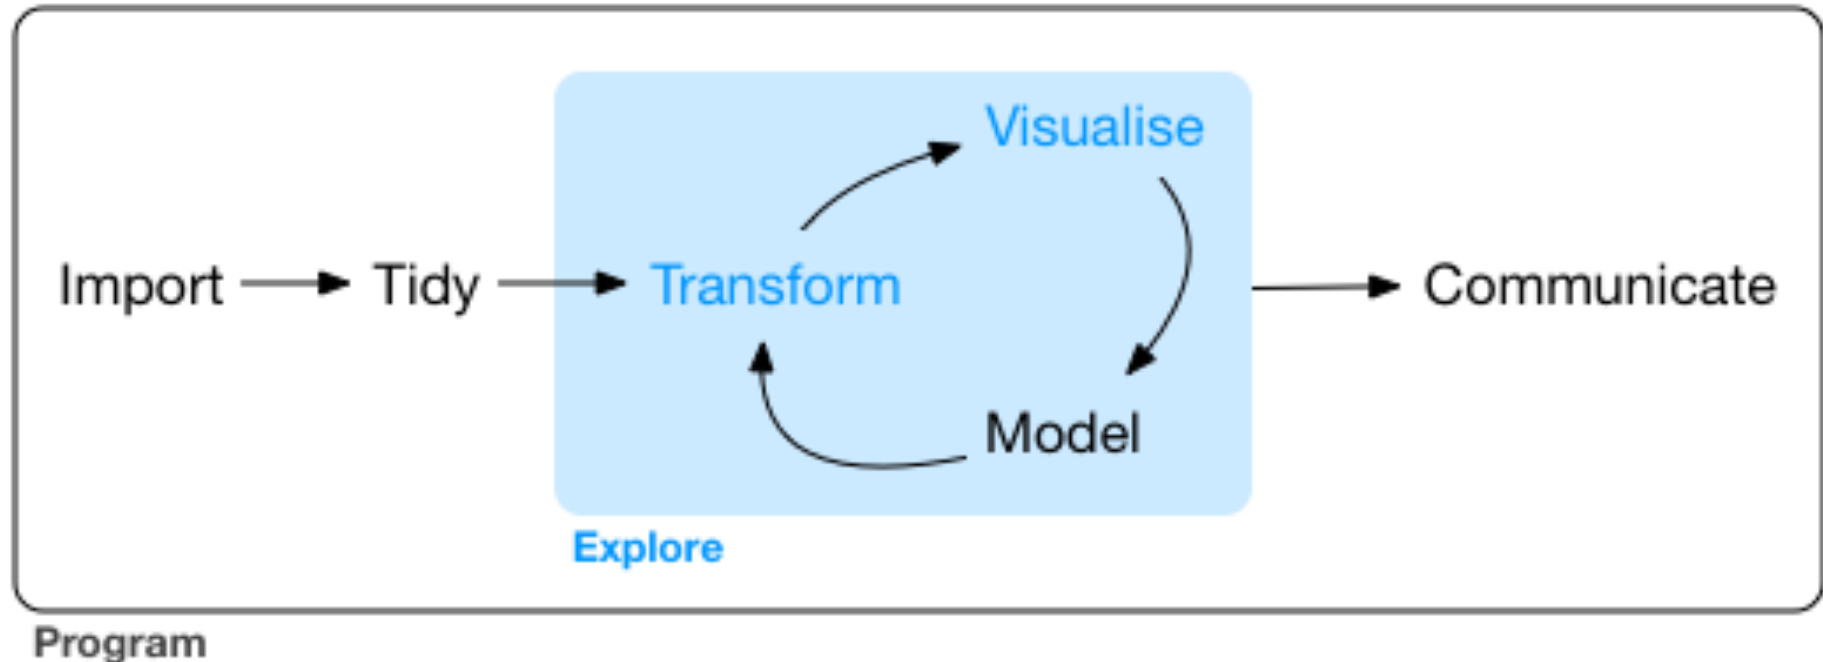 Visualise
Import Tidy Transform Communicate
Model
Explore
Program